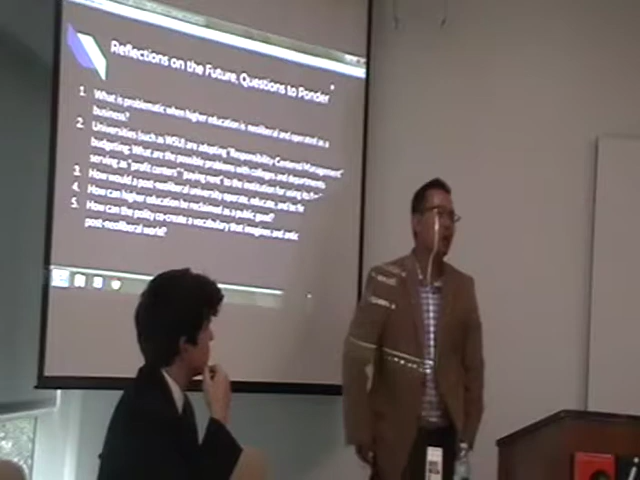 Reflections on the Future, Questions to Ponder
1. What is problematic when higher education is neoliberal and operated as a
business?
2. Universities (such as WSU) are adopting "Responsibility Centered Management"
budgeting: What are the possible problems with colleges and departments
serving as "profit centers" "paying rent" to the institution for using its
3. How would a post-neoliberal university operate, educate, and
4. How can higher education be reclaimed as a public good?
5. How can the polity co-create a vocabulary that imagines and
post-neoliberal world?